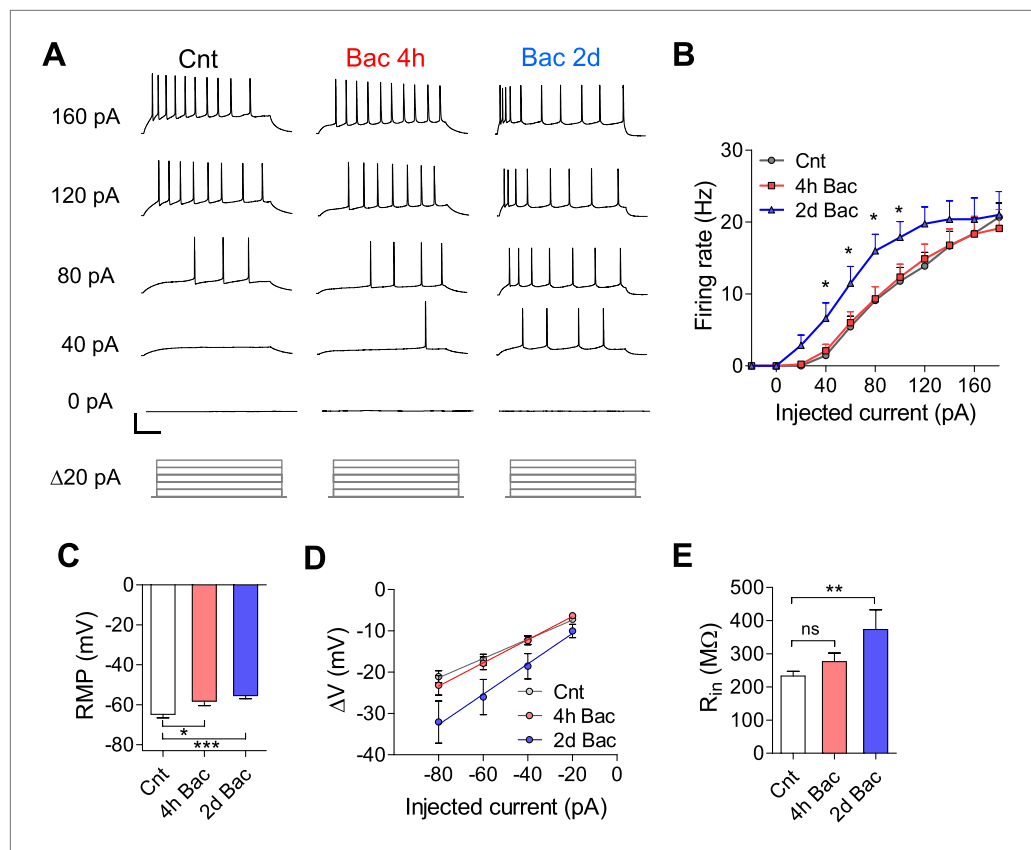 A
Cnt
Bac 4h
Bac 2d
160 pA
120 pA
80 pA
40 pA
0 pA
Δ20 pA
B
Firing rate (Hz)
30
20
10
0
Cnt
4h Bac
2d Bac
* * * *
0 40 80 120 160
Injected current (pA)
C
RMP (mV)
0
-20
-40
-60
-80
*
***
Cnt
4h Bac
2d Bac
D
ΔV (mV)
0
-10
-20
-30
-40
Cnt
4h Bac
2d Bac
-80 -60 -40 -20 0
Injected current (pA)
E
Rin (MΩ)
500
400
300
200
100
0
**
ns
Cnt
4h Bac
2d Bac